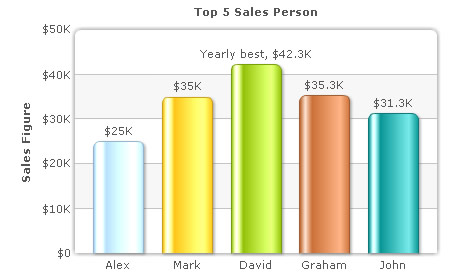 Top 5 Sales Person
Sales Figure
$50K
$40K
$30K
$20K
$10K
$0
Yearly best, $42.3K
$25K
$35K
$35.3K
$31.3K
Alex
Mark
David
Graham
John